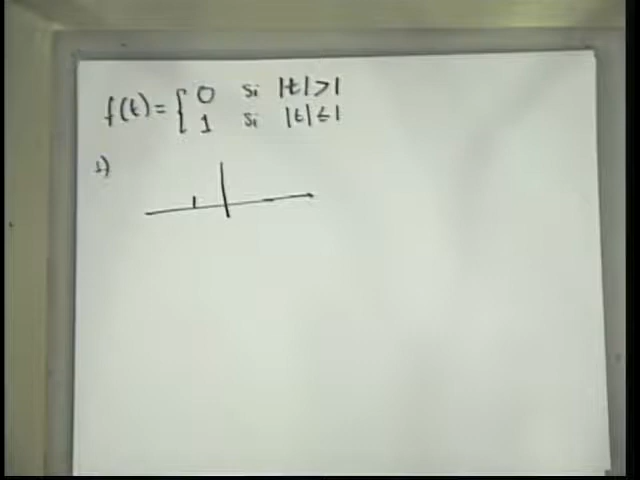 f(t) = { 0 si |t| > 1
1 si |t| ≤ 1
1)